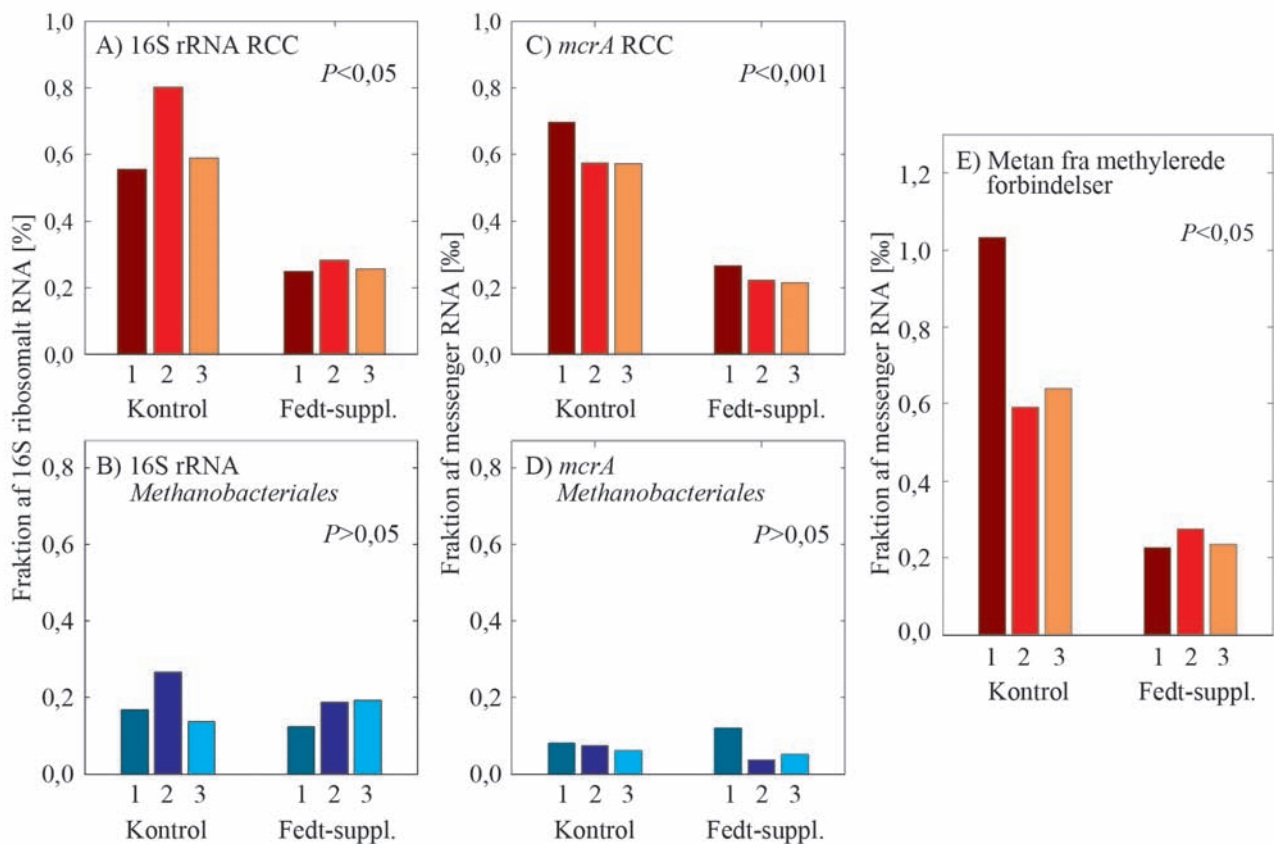 Fraktion af 16S ribosomalt RNA [%]
A) 16S rRNA RCC
P<0,05
1,0
0,8
0,6
0,4
0,2
0,0
1 2 3 1 2 3
Kontrol Fedt-suppl.
B) 16S rRNA
Methanobacteriales
P>0,05
0,8
0,6
0,4
0,2
0,0
1 2 3 1 2 3
Kontrol Fedt-suppl.
Fraktion af messenger RNA [‰]
C) mcrA RCC
P<0,001
1,0
0,8
0,6
0,4
0,2
0,0
1 2 3 1 2 3
Kontrol Fedt-suppl.
D) mcrA
Methanobacteriales
P>0,05
0,8
0,6
0,4
0,2
0,0
1 2 3 1 2 3
Kontrol Fedt-suppl.
Fraktion af messenger RNA [‰]
E) Metan fra methylerede
forbindelser
P<0,05
1,2
1,0
0,8
0,6
0,4
0,2
0,0
1 2 3 1 2 3
Kontrol Fedt-suppl.